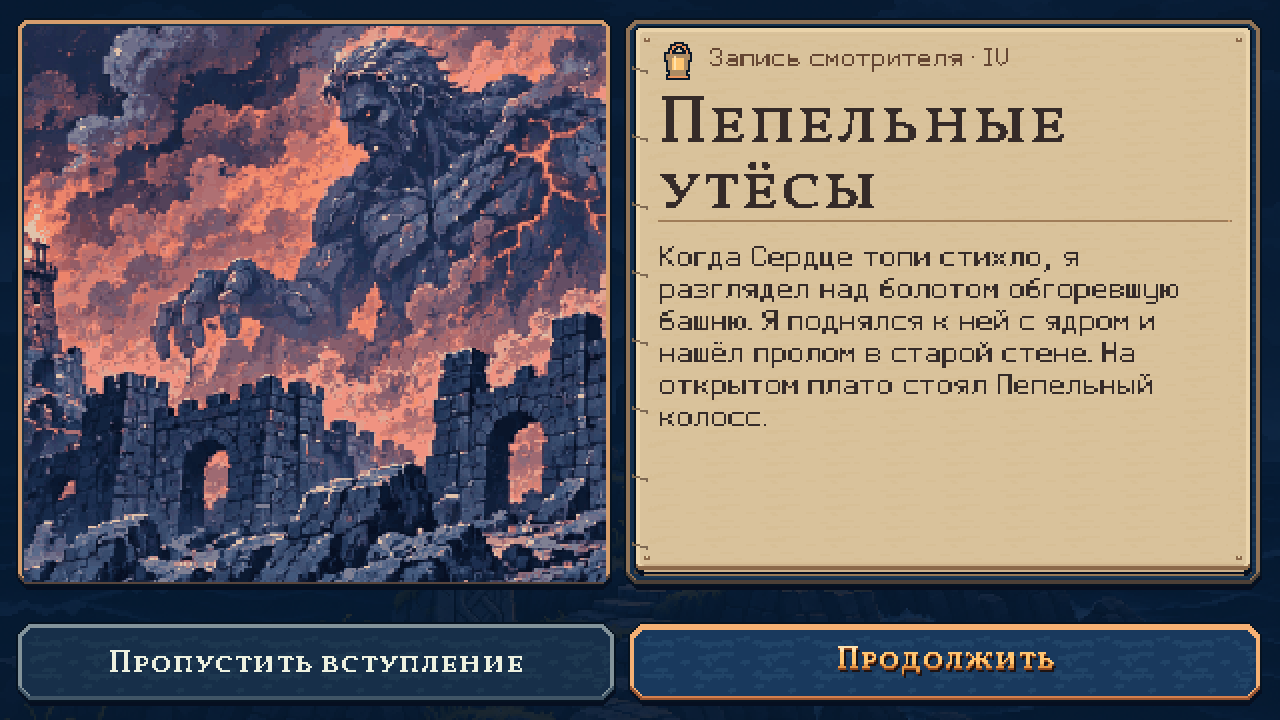 Запись смотрителя · IV
Пепельные
утёсы
Когда Сердце топи стихло, я
разглядел над болотом обгоревшую
башню. Я поднялся к ней с ядром и
нашёл пролом в старой стене. На
открытом плато стоял Пепельный
колосс.
Пропустить вступление
Продолжить